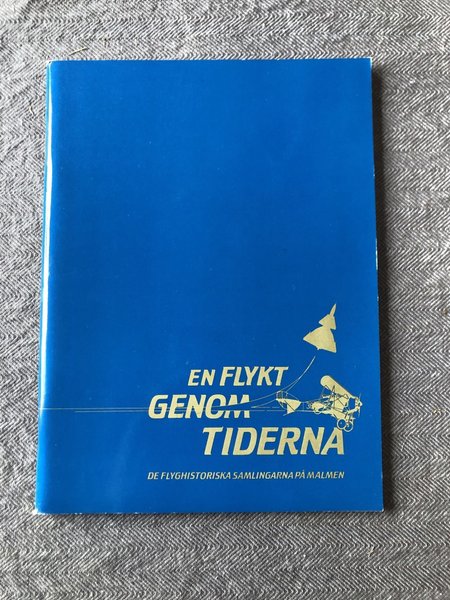 EN FLYKT
GENOM
TIDERNA
DE FLYGHISTORISKA SAMLINGARNA PÅ MALMEN